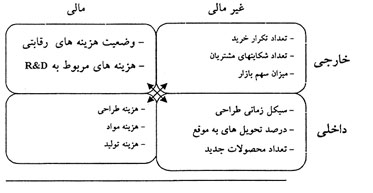 غیر مالی
مالی
خارجی
- تعداد تکرار خرید
- تعداد شکایتهای مشتریان
- میزان سهم بازار
- وضعیت هزینه های رقابتی
- هزینه های مربوط به R&D
داخلی
- سیکل زمانی طراحی
- درصد تحویل های به موقع
- تعداد محصولات جدید
- هزینه طراحی
- هزینه مواد
- هزینه تولید